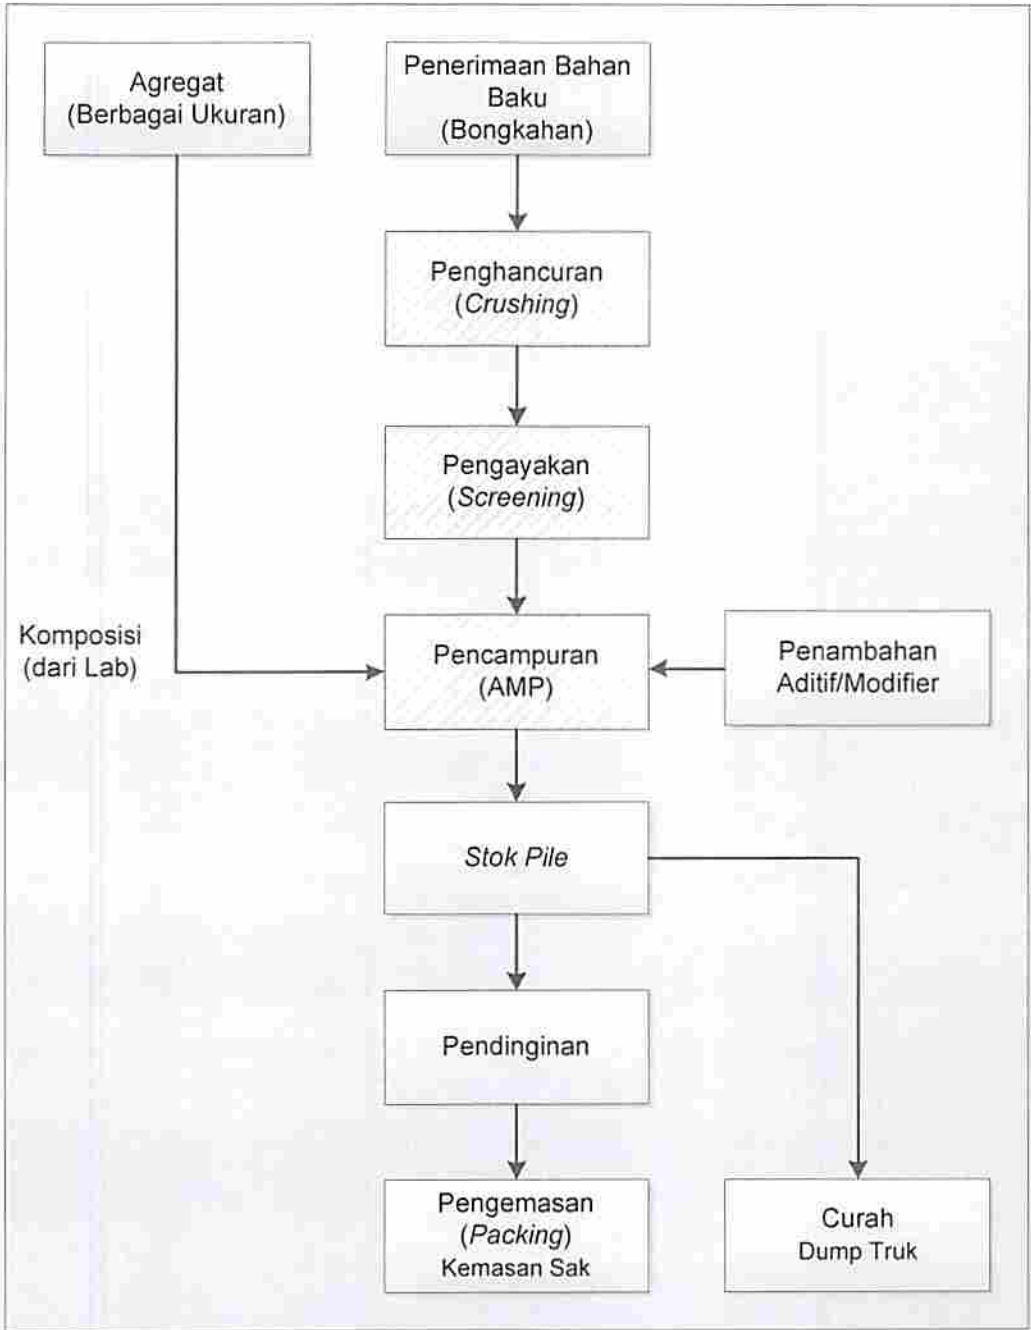 Agregat
(Berbagai Ukuran)
Penerimaan Bahan
Baku
(Bongkahan)
Penghancuran
(Crushing)
Pengayakan
(Screening)
Komposisi
(dari Lab)
Pencampuran
(AMP)
Penambahan
Aditif/Modifier
Stok Pile
Pendinginan
Pengemasan
(Packing)
Kemasan Sak
Curah
Dump Truk